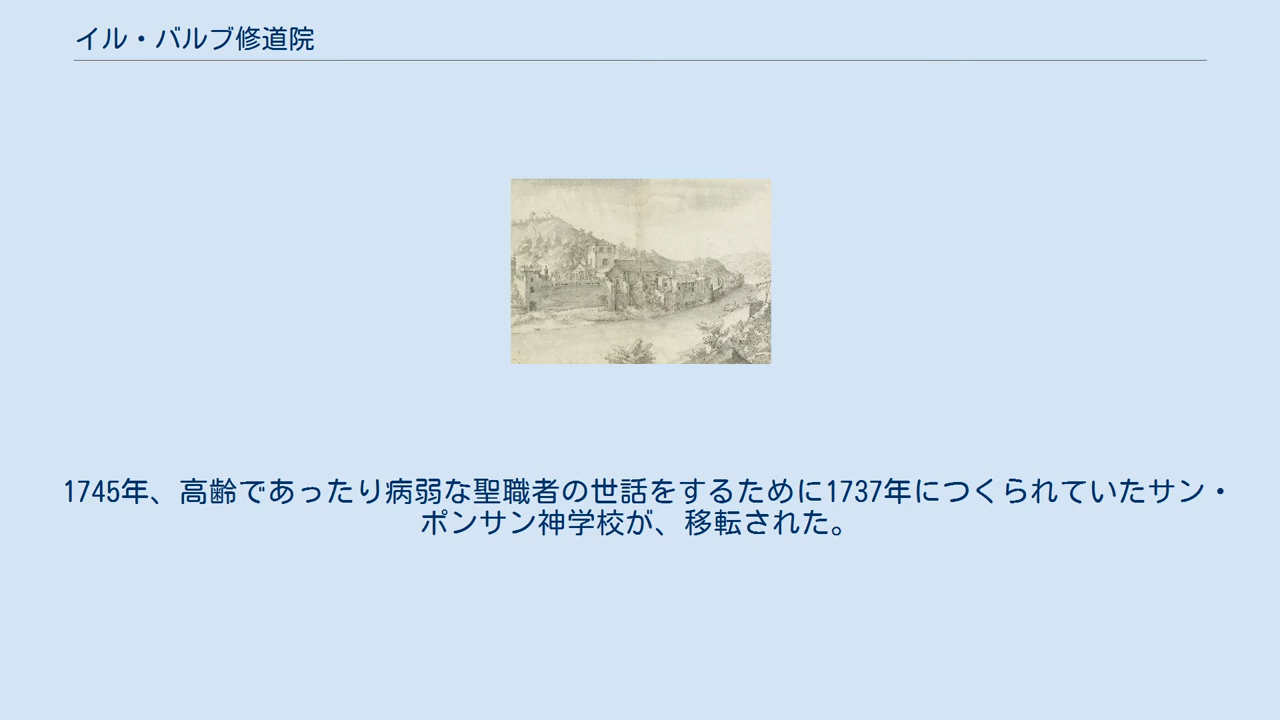 イル・バルブ修道院
1745年、高齢であったり病弱な聖職者の世話をするために1737年につくられていたサン・
ポンサン神学校が、移転された。